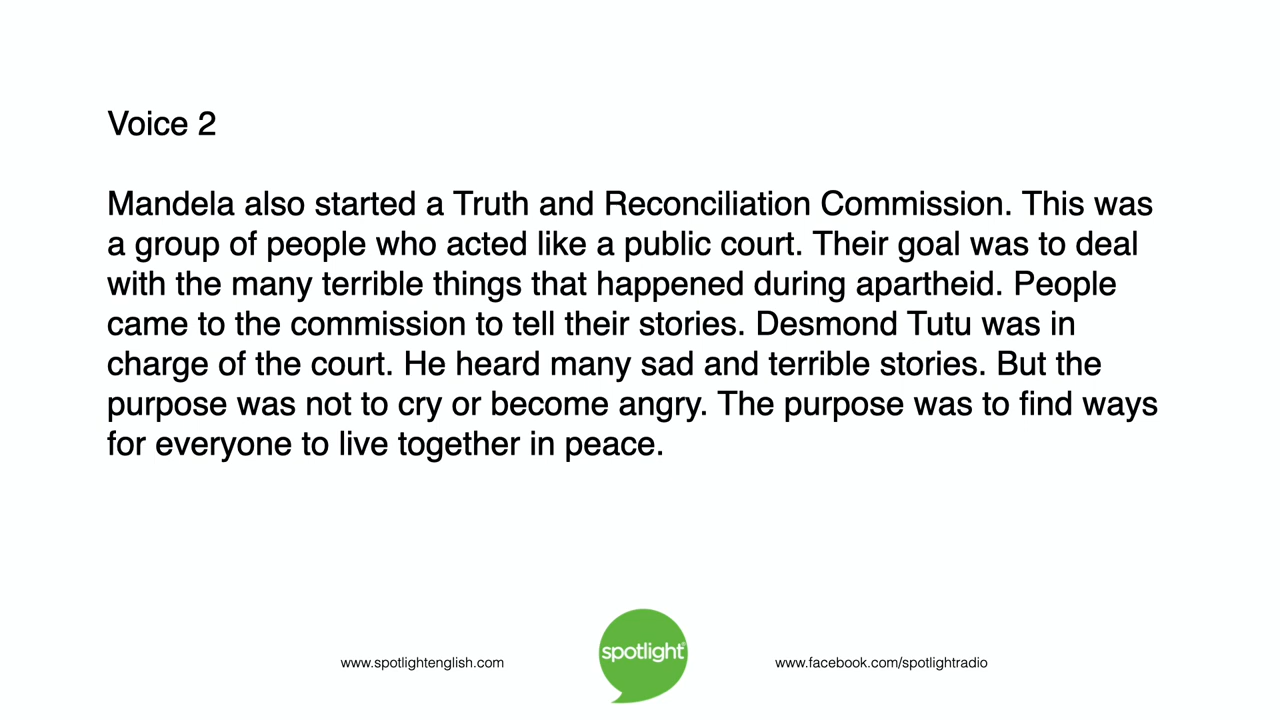 Voice 2
Mandela also started a Truth and Reconciliation Commission. This was
a group of people who acted like a public court. Their goal was to deal
with the many terrible things that happened during apartheid. People
came to the commission to tell their stories. Desmond Tutu was in
charge of the court. He heard many sad and terrible stories. But the
purpose was not to cry or become angry. The purpose was to find ways
for everyone to live together in peace.
www.spotlightenglish.com
spotlight
www.facebook.com/spotlightradio